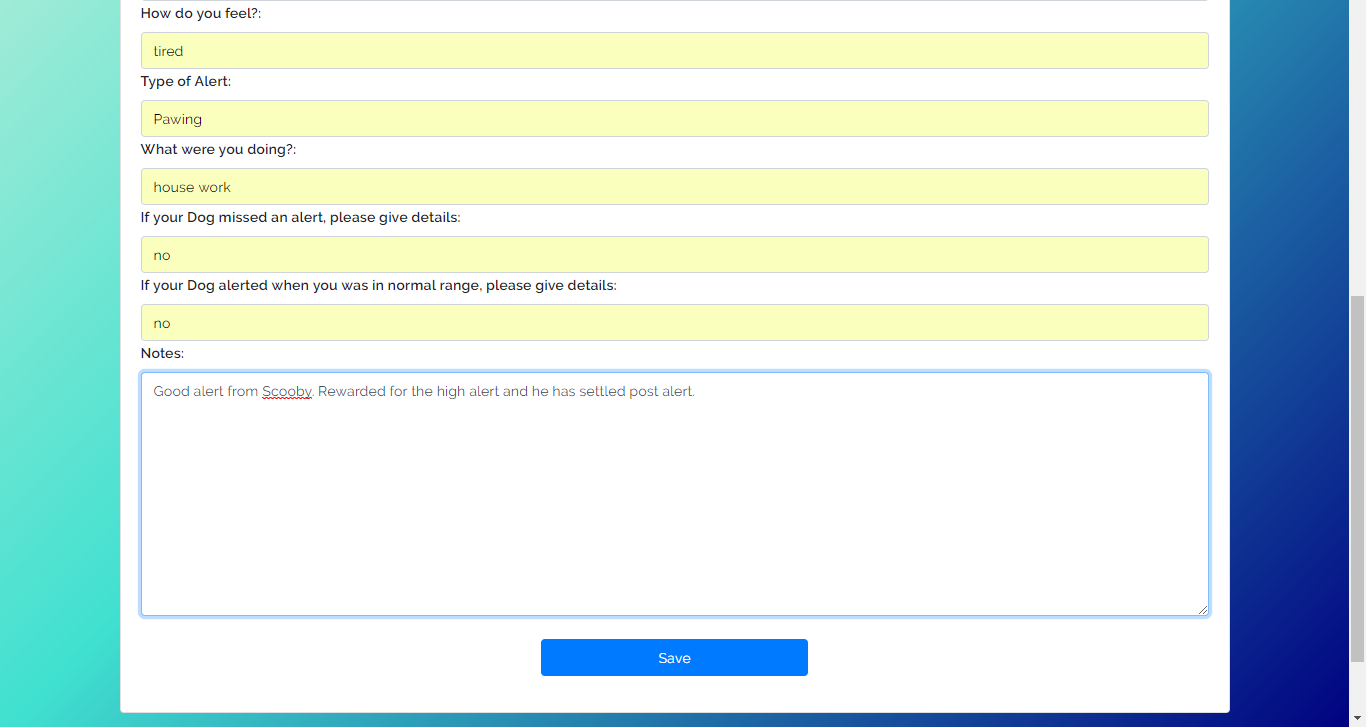 How do you feel?:
tired
Type of Alert:
Pawing
What were you doing?:
house work
If your Dog missed an alert, please give details:
no
If your Dog alerted when you was in normal range, please give details:
no
Notes:
Good alert from Scooby. Rewarded for the high alert and he has settled post alert.
Save